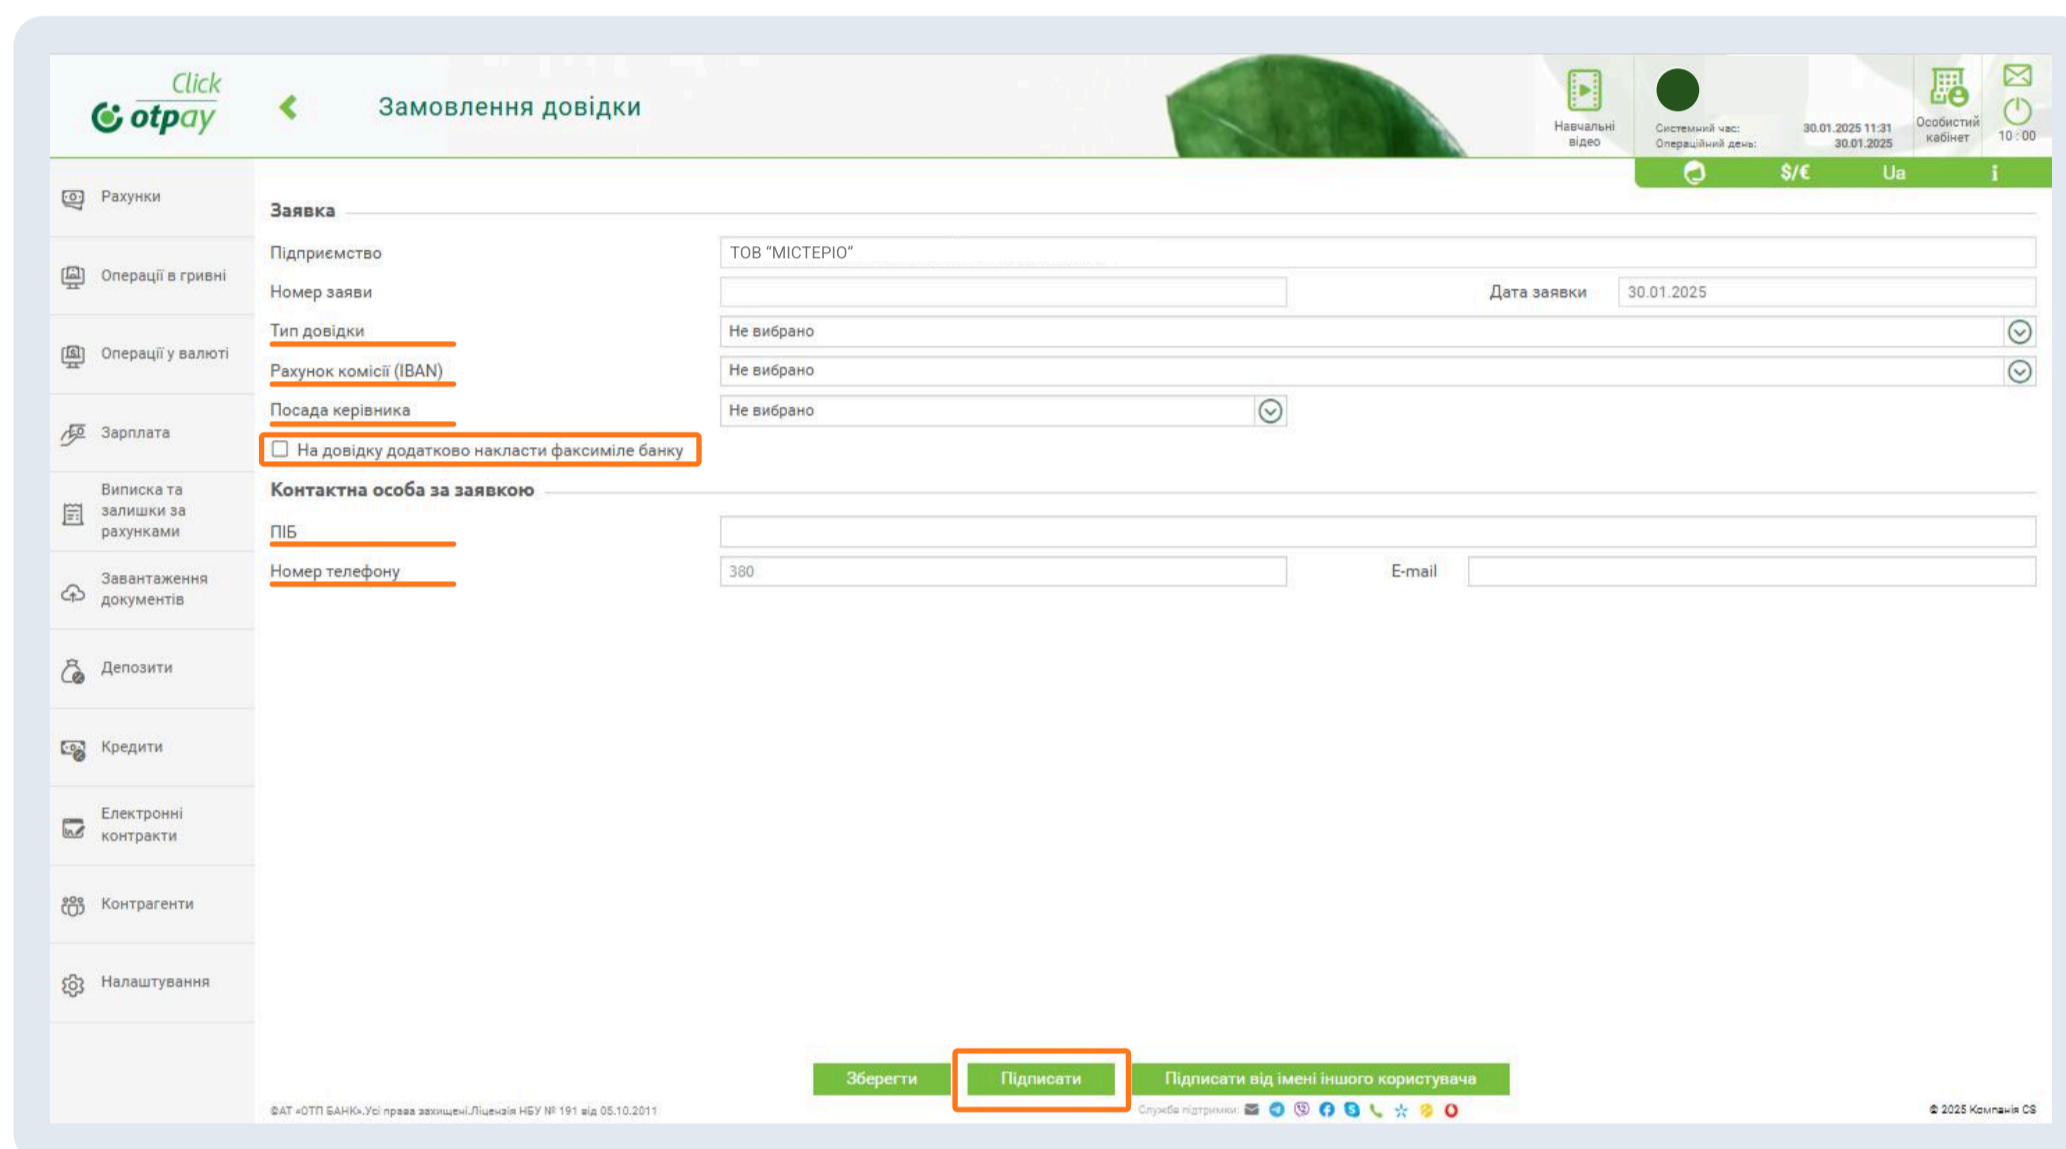 Click
otpay
Замовлення довідки
Навчальні
відео
Системний час: 30.01.2025 11:31
Операційний день: 30.01.2025
Особистий
кабінет
10 : 00
$/€ Ua i
Рахунки
Операції в гривні
Операції у валюті
Зарплата
Виписка та
залишки за
рахунками
Завантаження
документів
Депозити
Кредити
Електронні
контракти
Контрагенти
Налаштування
Заявка
Підприємство ТОВ “МІСТЕРІО”
Номер заяви Дата заявки 30.01.2025
Тип довідки Не вибрано
Рахунок комісії (IBAN) Не вибрано
Посада керівника Не вибрано
На довідку додатково накласти факсиміле банку
Контактна особа за заявкою
ПІБ
Номер телефону 380 E-mail
Зберегти Підписати Підписати від імені іншого користувача
©АТ «ОТП БАНК».Усі права захищені.Ліцензія НБУ № 191 від 05.10.2011 Служба підтримки: © 2025 Компанія CS